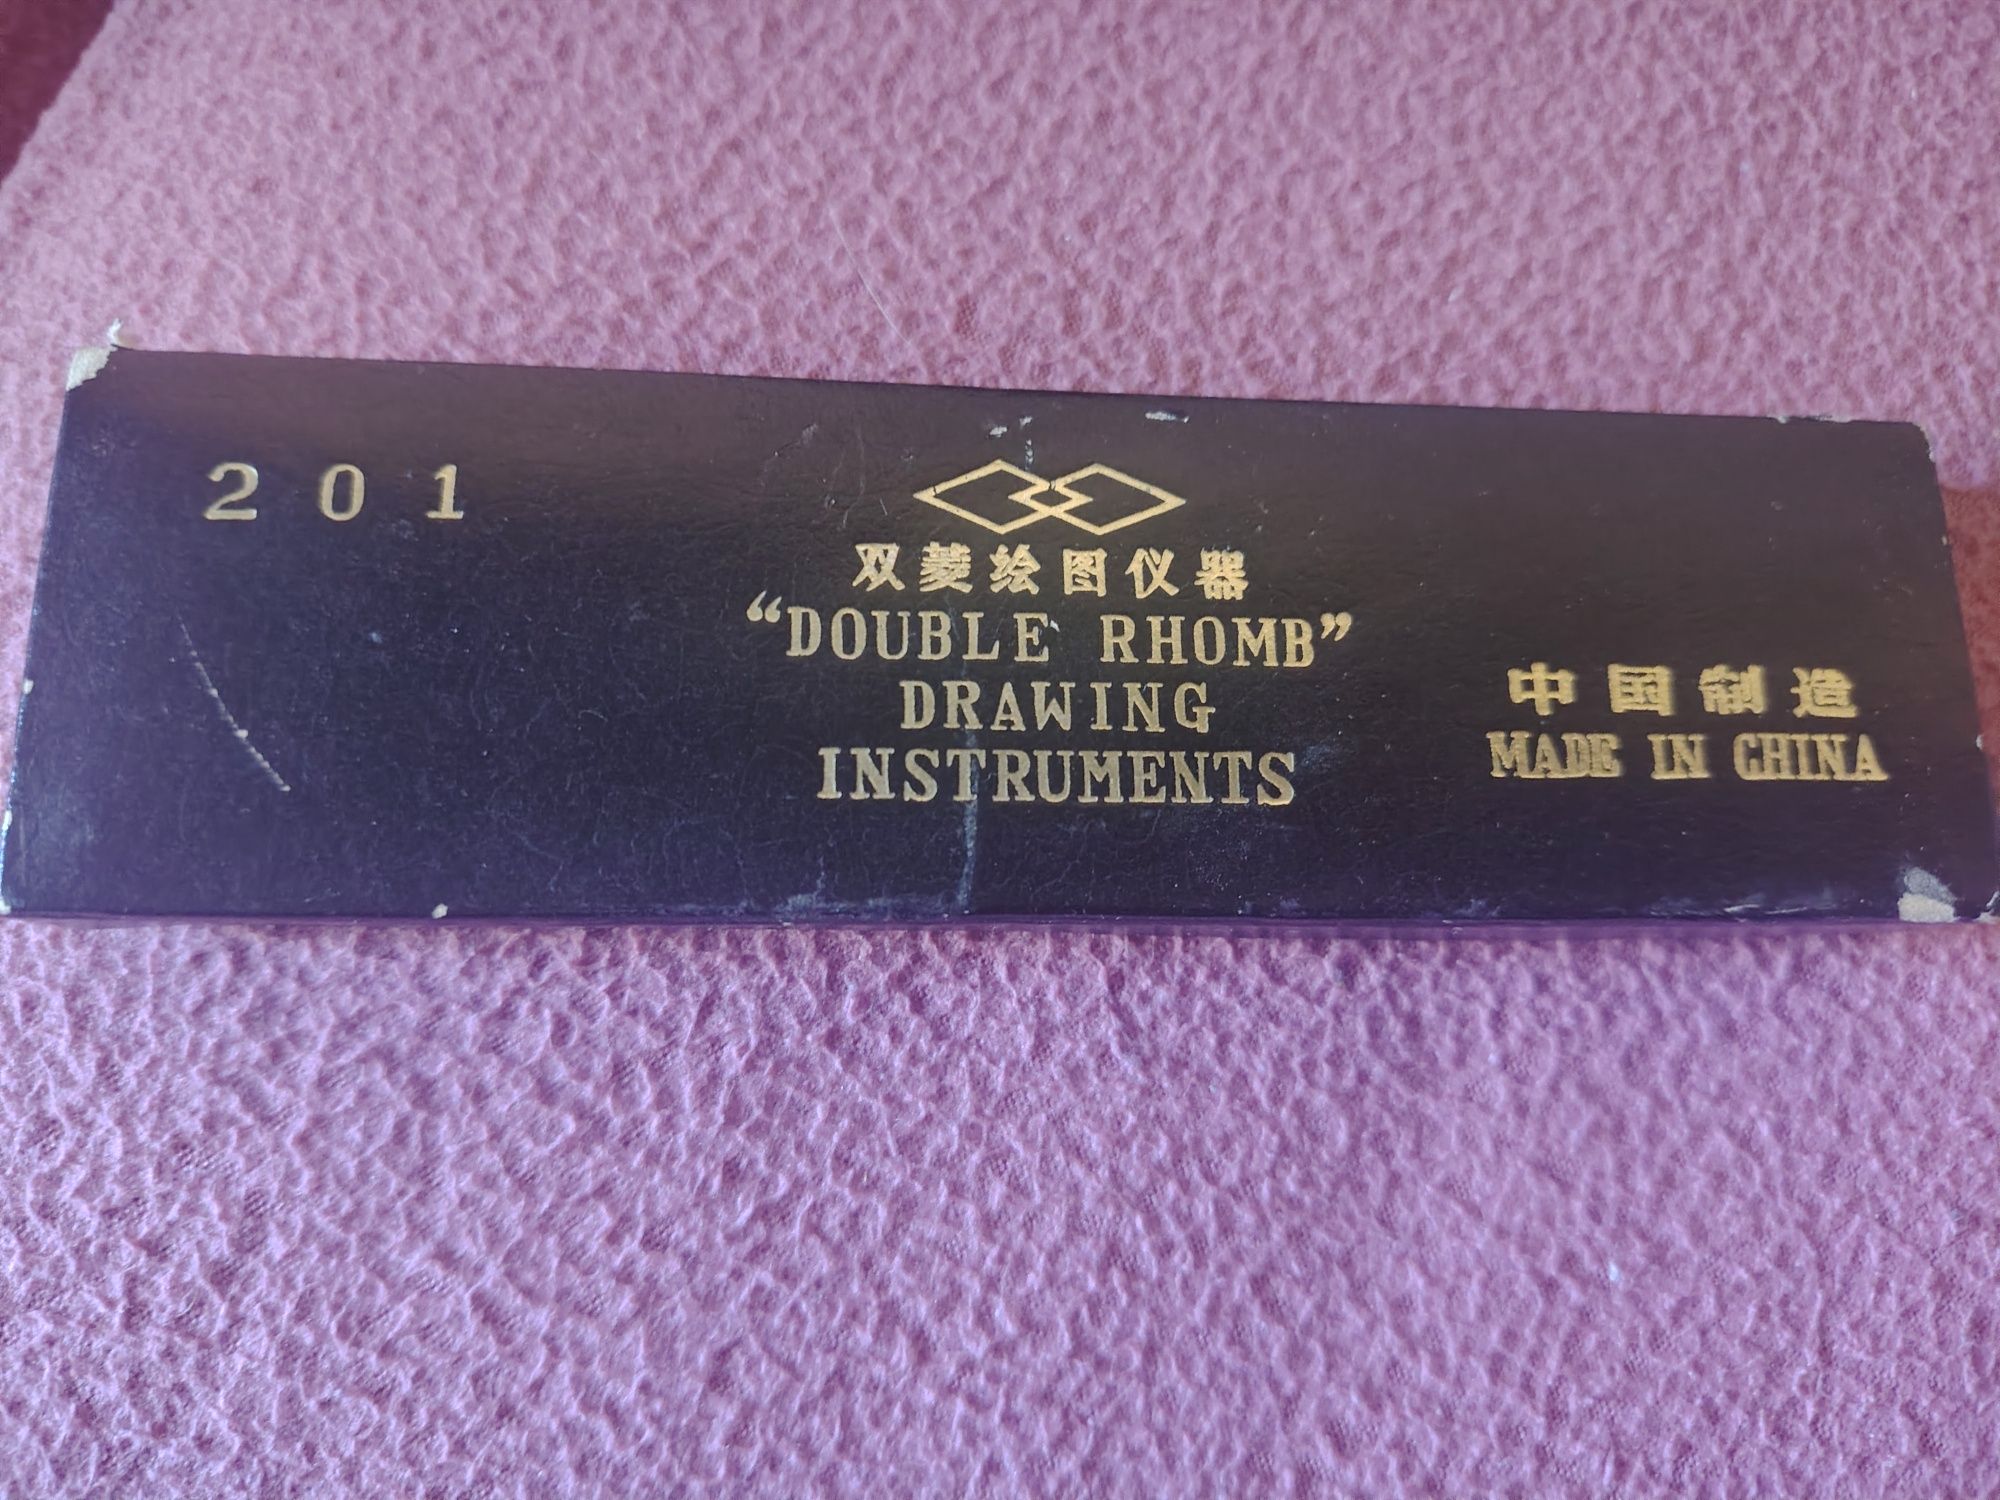 201
双菱绘图仪器
“DOUBLE RHOMB”
DRAWING
INSTRUMENTS
中国制造
MADE IN CHINA